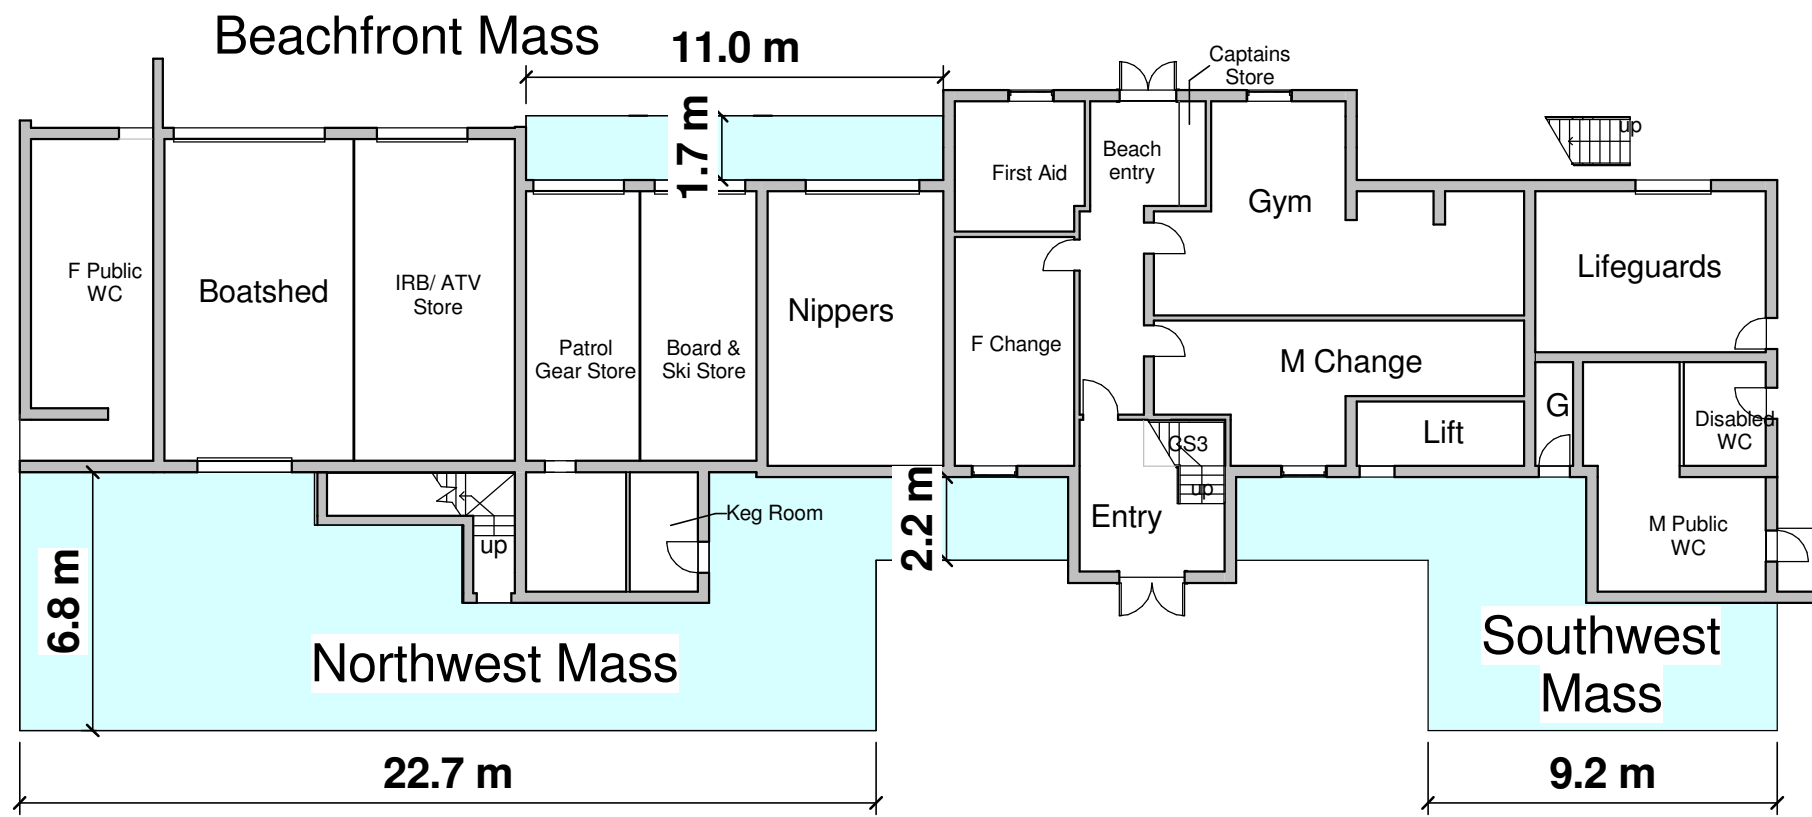 Beachfront Mass
11.0 m
Captains
Store
1.7 m
up
First Aid
Beach
entry
Gym
F Public
WC
Boatshed
IRB/ ATV
Store
Nippers
Lifeguards
Patrol
Gear Store
Board &
Ski Store
F Change
M Change
G
Lift
Disabled
WC
GS3
up
2.2 m
Entry
Keg Room
up
M Public
WC
6.8 m
Northwest Mass
Southwest
Mass
22.7 m
9.2 m